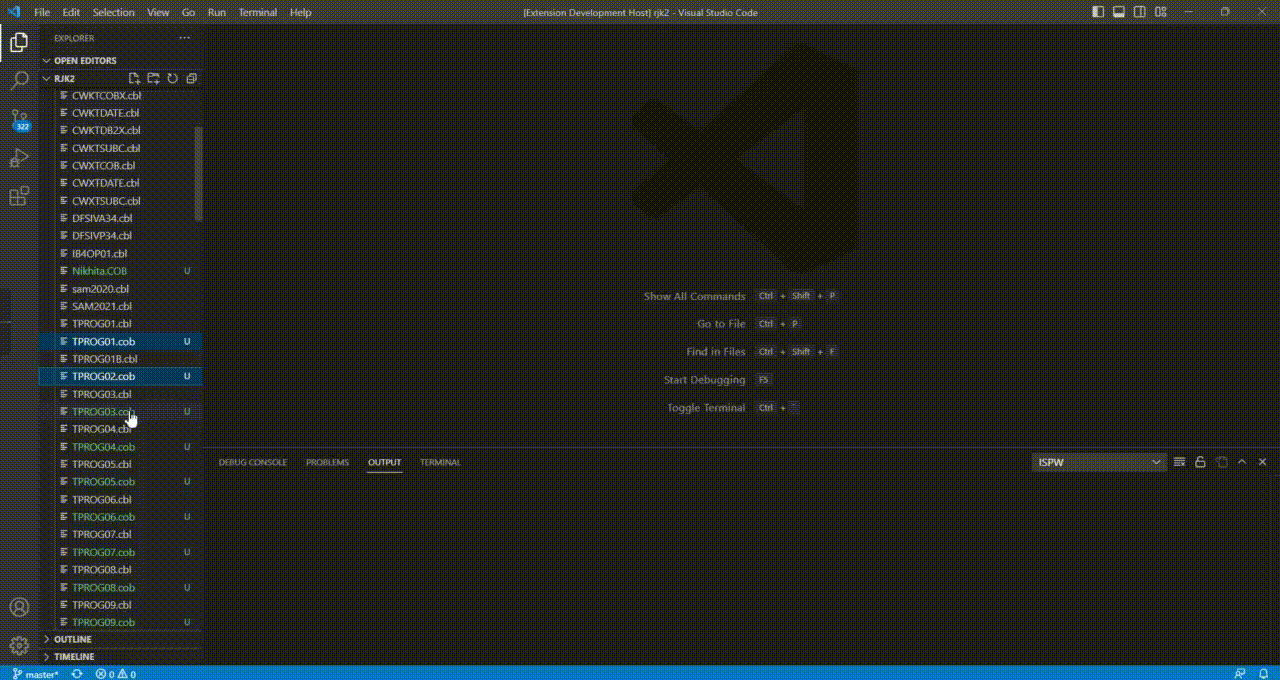 File Edit Selection View Go Run Terminal Help [Extension Development Host] rjk2 - Visual Studio Code
EXPLORER ...
OPEN EDITORS
RJK2
CWKTCOBX.cbl
CWKTDATE.cbl
CWKTDB2X.cbl
CWKTSUBC.cbl
CWXTCOB.cbl
CWXTDATE.cbl
CWXTSUBC.cbl
DFSIVA34.cbl
DFSIVP34.cbl
IB4OP01.cbl
Nikhita.COB U
sam2020.cbl
SAM2021.cbl
TPROG01.cbl
TPROG01.cob U
TPROG01B.cbl
TPROG02.cob U
TPROG03.cbl
TPROG03.cob U
TPROG04.cbl
TPROG04.cob U
TPROG05.cbl
TPROG05.cob U
TPROG06.cbl
TPROG06.cob U
TPROG07.cbl
TPROG07.cob U
TPROG08.cbl
TPROG08.cob U
TPROG09.cbl
TPROG09.cob U
OUTLINE
TIMELINE
322
Show All Commands Ctrl + Shift + P
Go to File Ctrl + P
Find in Files Ctrl + Shift + F
Start Debugging F5
Toggle Terminal Ctrl + `
DEBUG CONSOLE PROBLEMS OUTPUT TERMINAL ISPW
master* 0 0